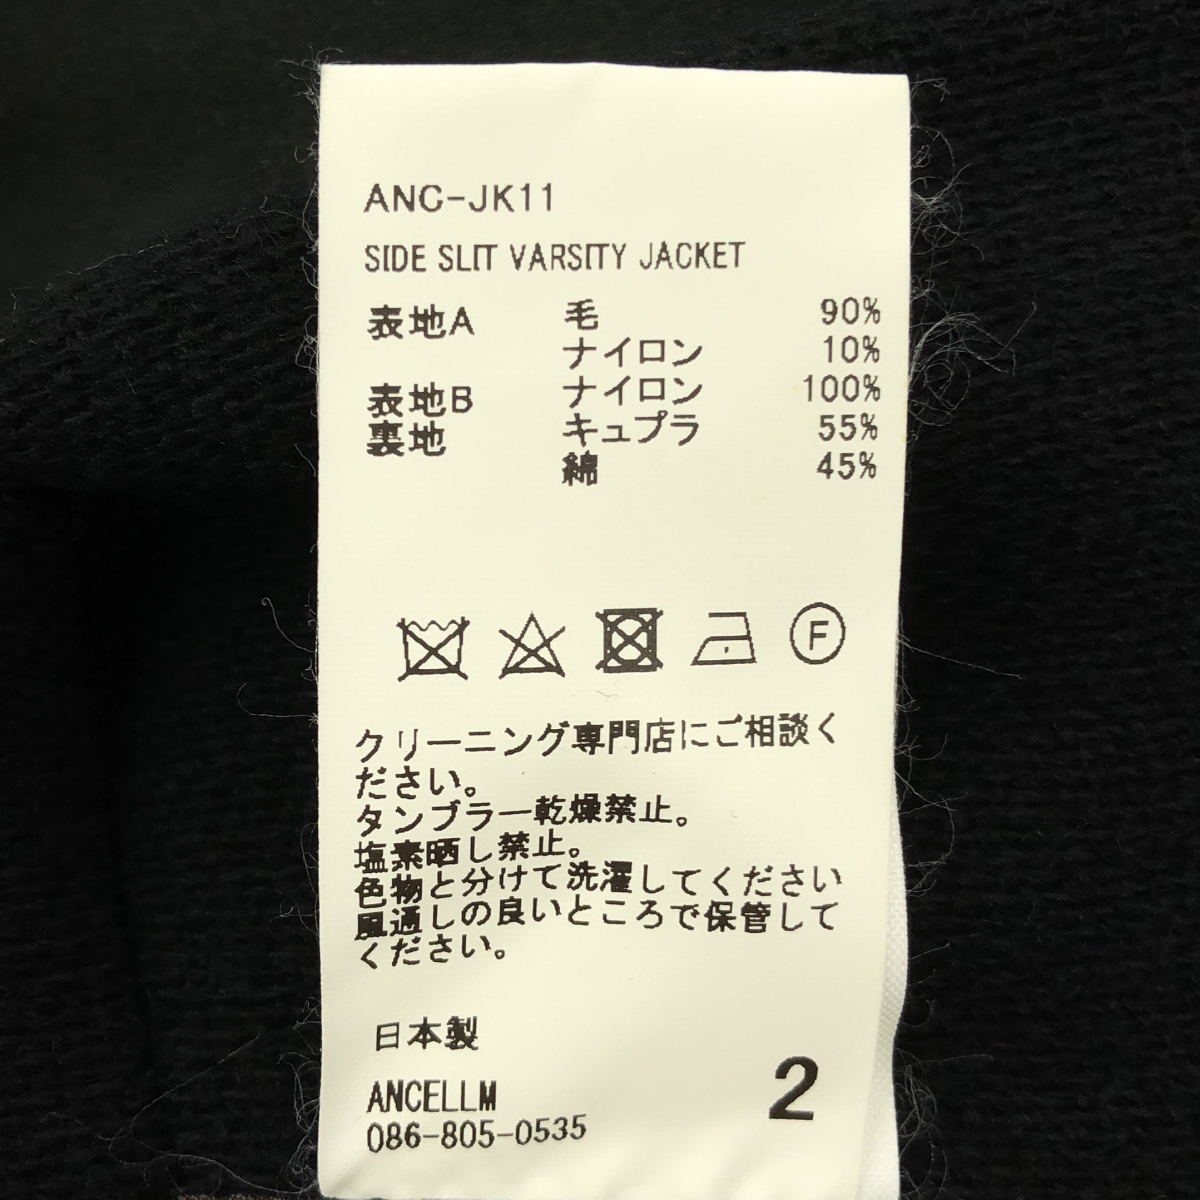 ANC-JK11
SIDE SLIT VARSITY JACKET
表地A 毛 90%
ナイロン 10%
表地B ナイロン 100%
裏地 キュプラ 55%
綿 45%
F
クリーニング専門店にご相談く
ださい。
タンブラー乾燥禁止。
塩素晒し禁止。
色物と分けて洗濯してください
風通しの良いところで保管して
ください。
日本製
ANCELLM
086-805-0535
2